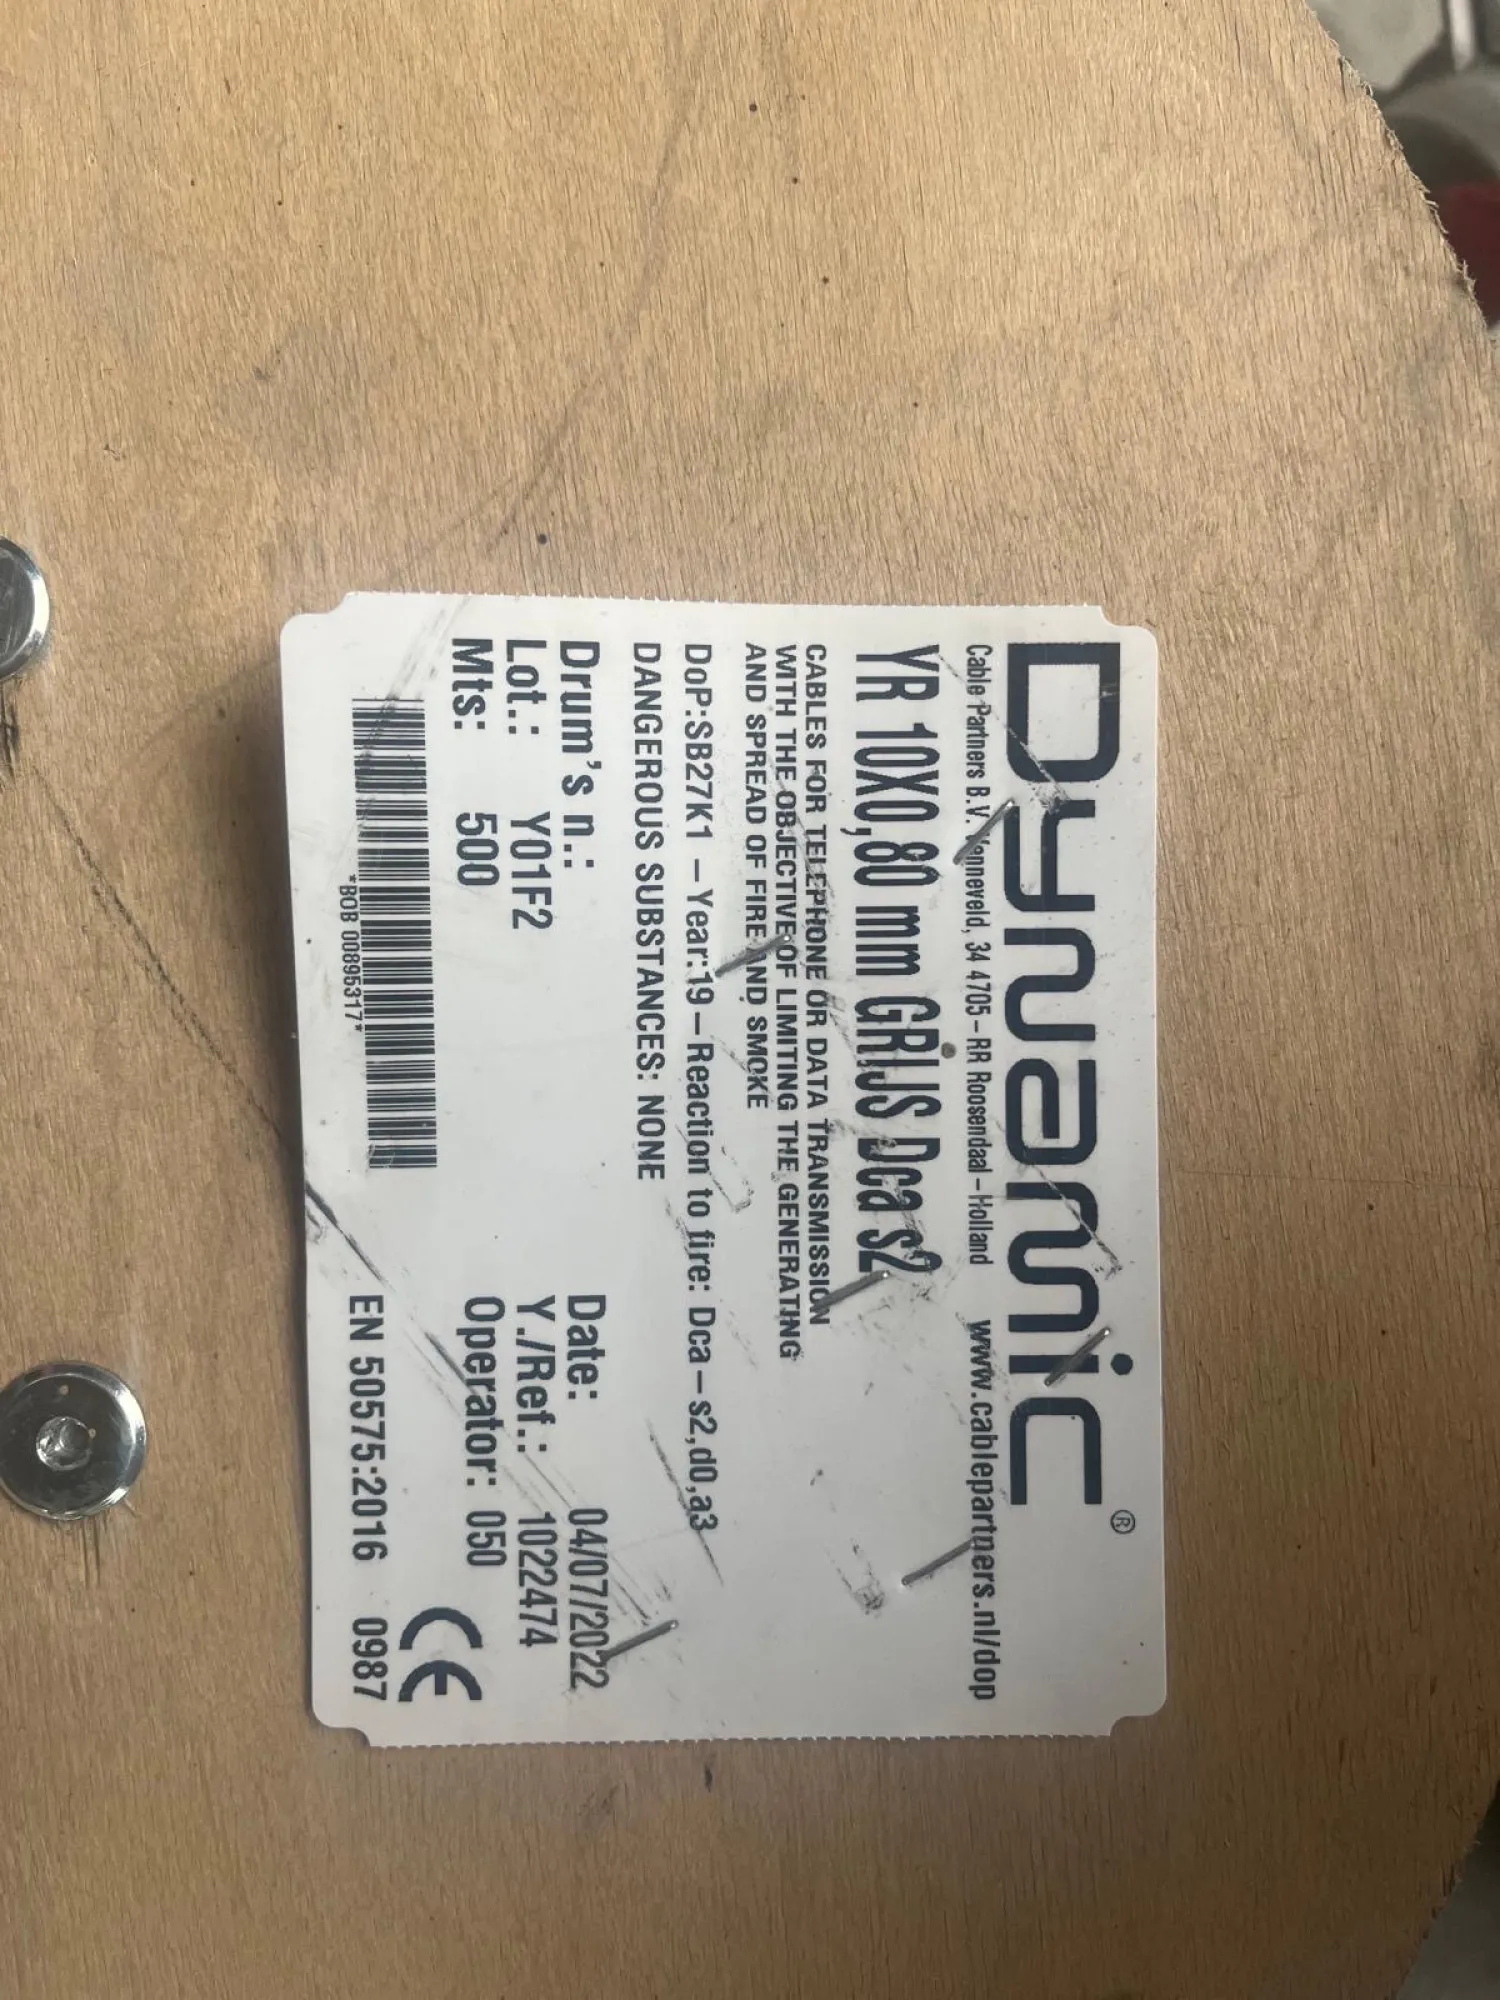 Dynamic®
Cable Partners B.V. Venneveld, 34 4705-RR Roosendaal-Holland www.cablepartners.nl/dop
YR 10X0,80 mm GRIJS Dca s2
CABLES FOR TELEPHONE OR DATA TRANSMISSION
WITH THE OBJECTIVE OF LIMITING THE GENERATING
AND SPREAD OF FIRE AND SMOKE
DoP:SB27K1 - Year:19 - Reaction to fire: Dca-s2,d0,a3
DANGEROUS SUBSTANCES: NONE
Drum's n.: Date: 04/07/2022
Lot.: Y01F2 Y./Ref.: 1022474
Mts: 500 Operator: 050
CE
*BOB 00895317* EN 50575:2016 0987